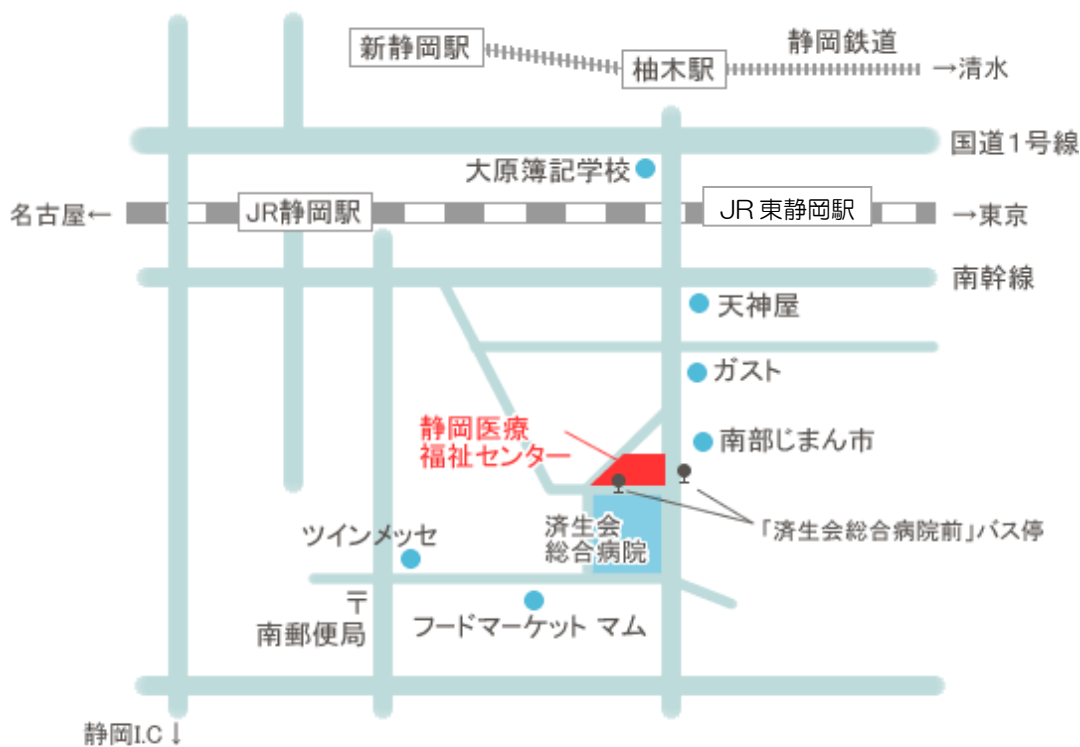 静岡鉄道
新静岡駅
柚木駅
→清水
国道1号線
大原簿記学校
名古屋←
JR静岡駅
JR東静岡駅
→東京
南幹線
天神屋
ガスト
静岡医療
福祉センター
南部じまん市
済生会
総合病院
「済生会総合病院前」バス停
ツインメッセ
〒
南郵便局
フードマーケット マム
静岡I.C↓